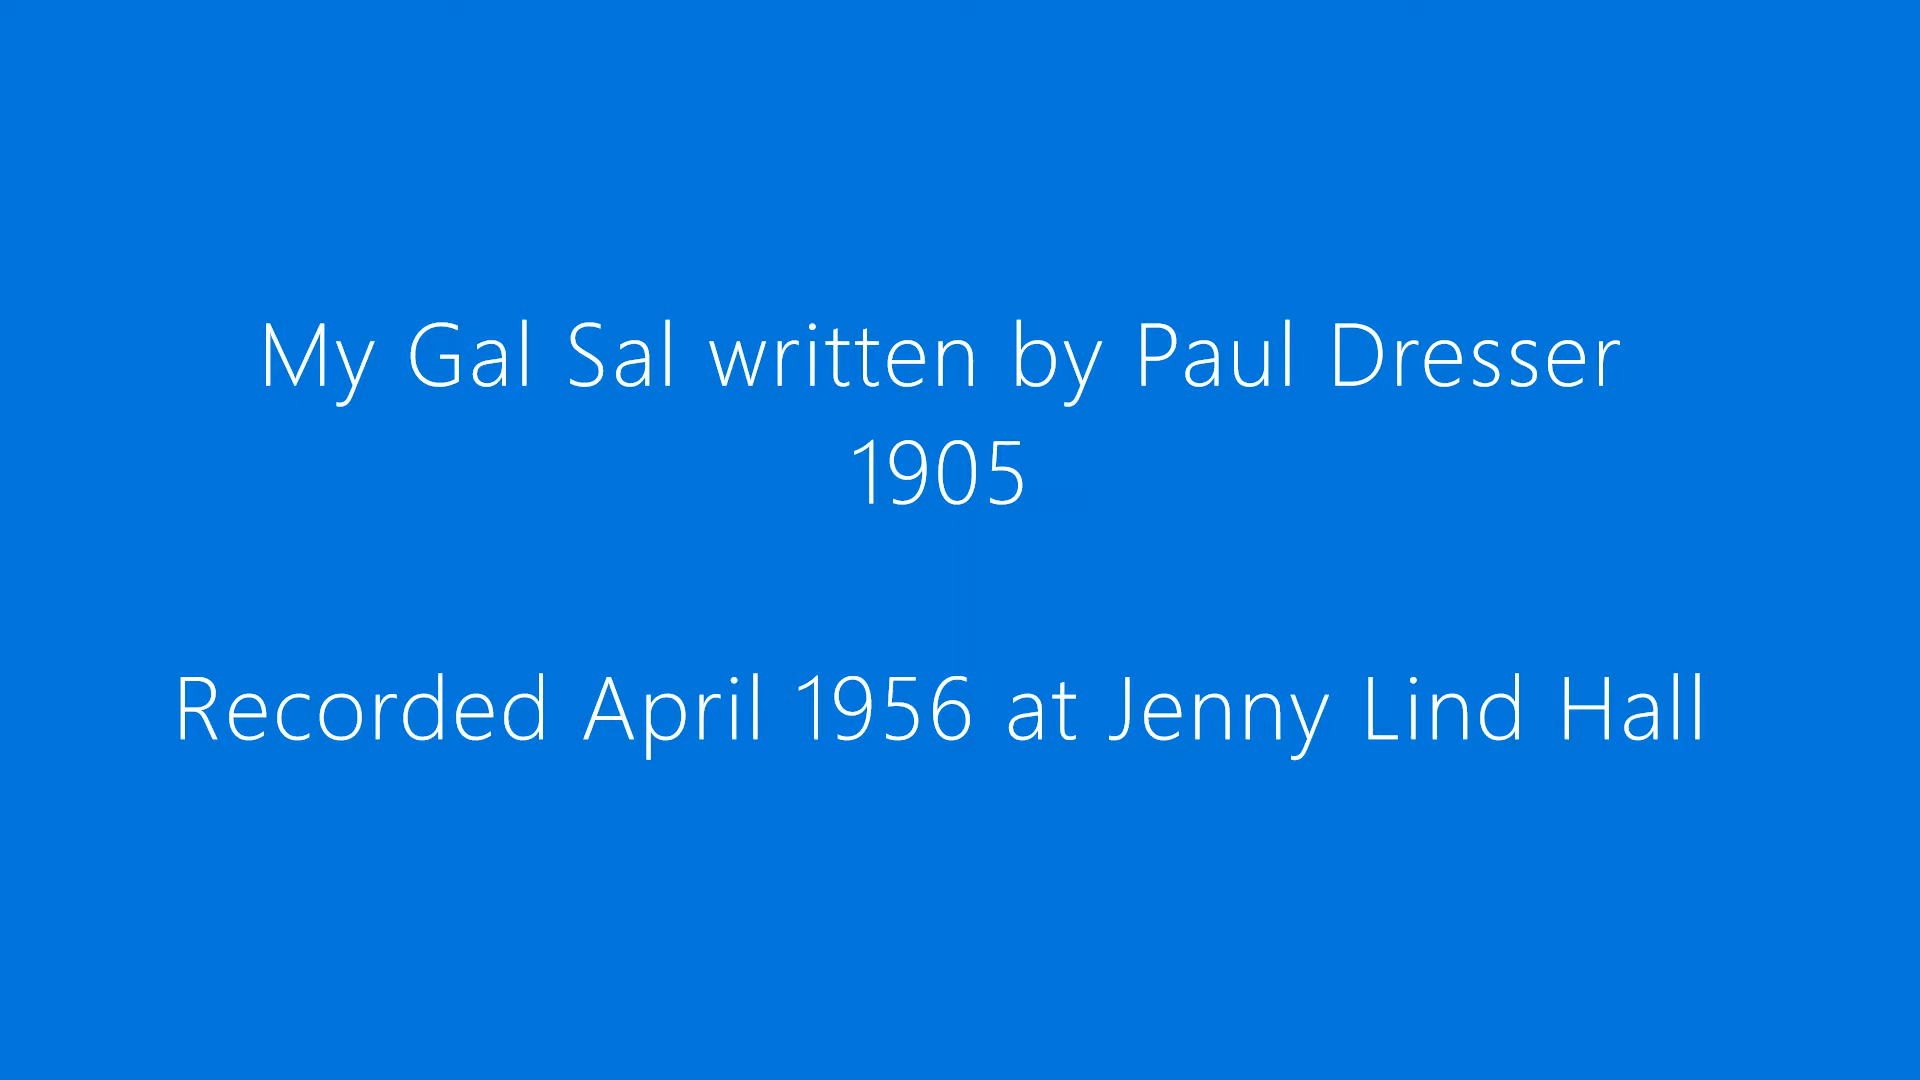 My Gal Sal written by Paul Dresser
1905
Recorded April 1956 at Jenny Lind Hall